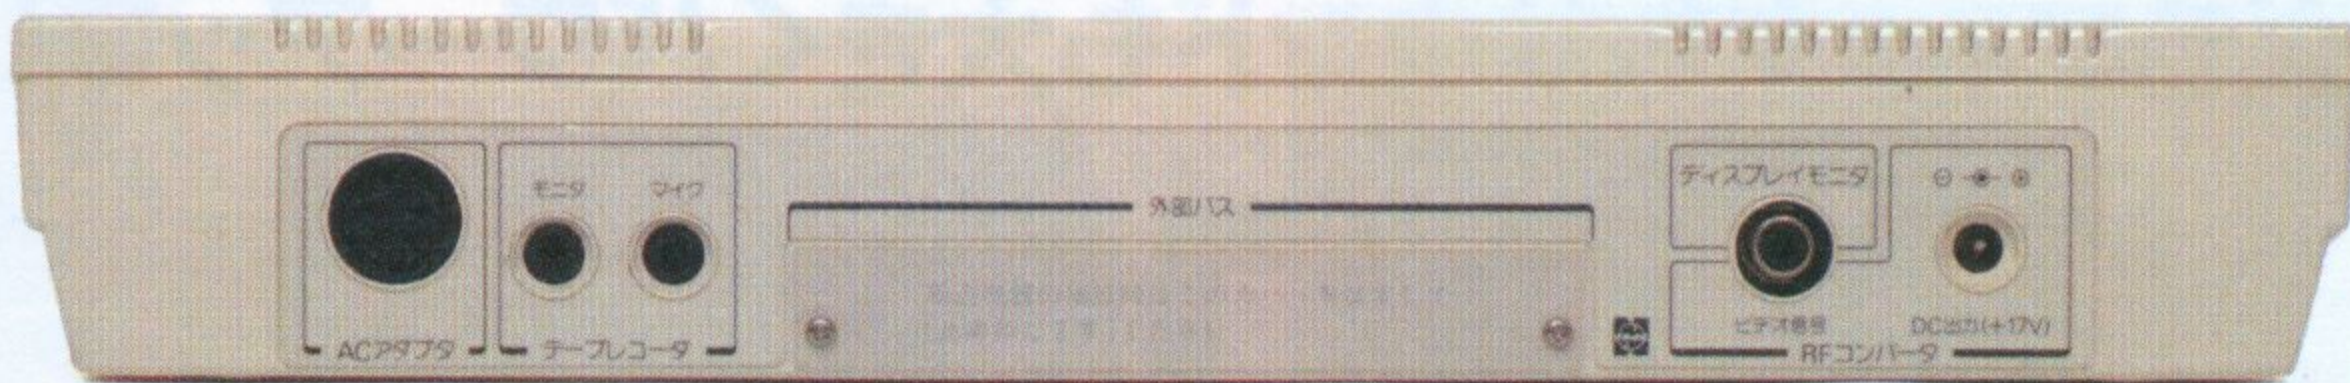 ACアダプタ
モニタ
マイク
テープレコーダ
外部バス
ディスプレイモニタ
ビデオ信号
DC出力(+17V)
RFコンバータ